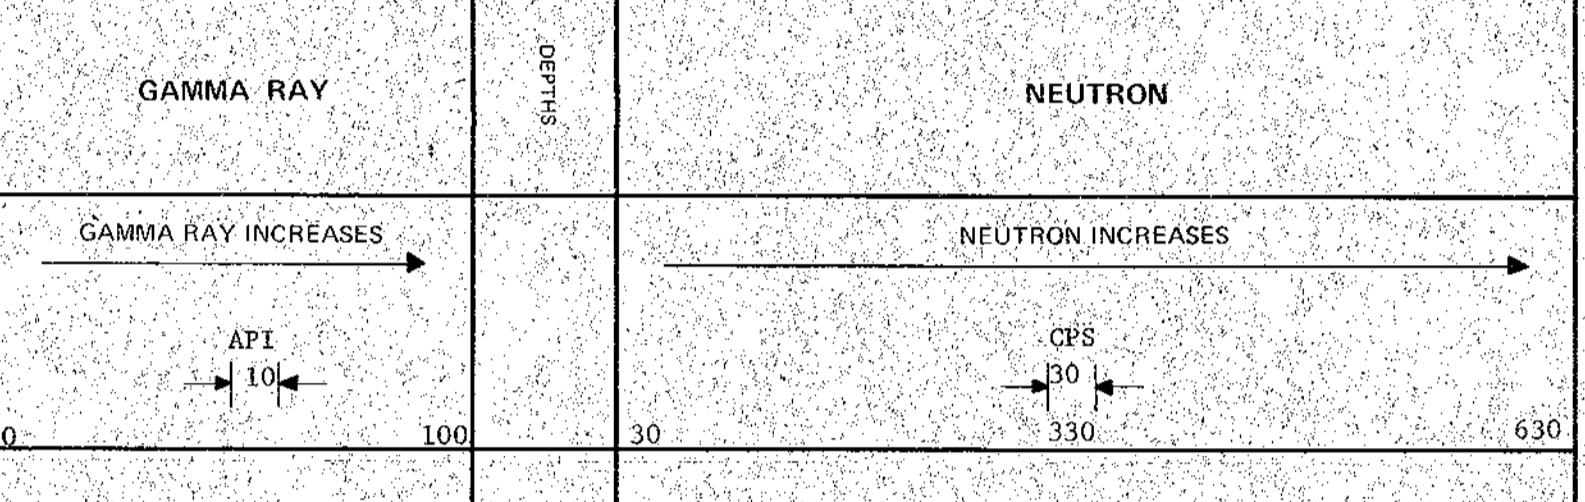 GAMMA RAY
DEPTHS
NEUTRON
GAMMA RAY INCREASES
NEUTRON INCREASES
API
10
CPS
30
0
100
30
330
630